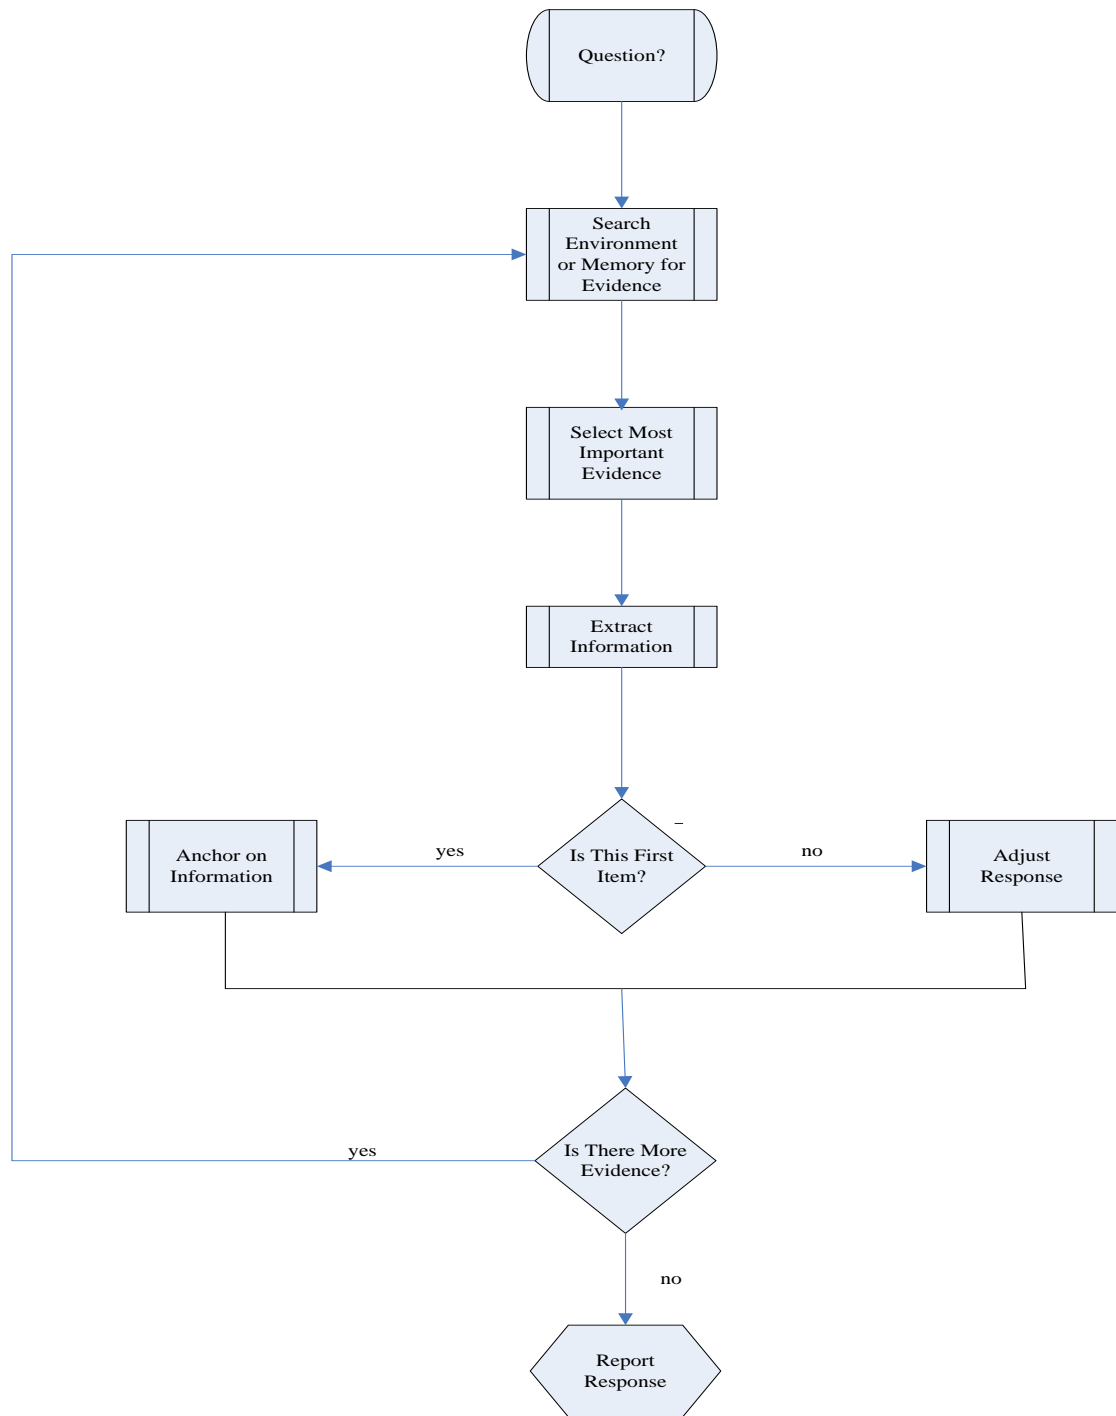 Question?
Search
Environment
or Memory for
Evidence
Select Most
Important
Evidence
Extract
Information
Anchor on
Information
yes
Is This First
Item?
no
Adjust
Response
yes
Is There More
Evidence?
no
Report
Response